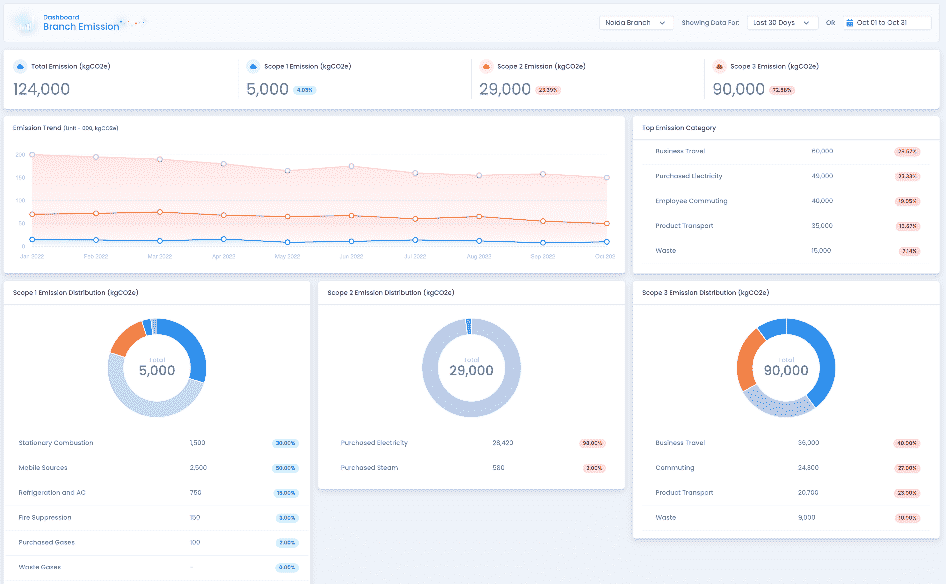 Dashboard
Branch Emission
Noida Branch
Showing Data For:
Last 30 Days
OR
Oct 01 to Oct 31
Total Emission (kgCO2e)
124,000
Scope 1 Emission (kgCO2e)
5,000 4.03%
Scope 2 Emission (kgCO2e)
29,000 23.39%
Scope 3 Emission (kgCO2e)
90,000 72.58%
Emission Trend (Unit - 000, kgCO2e)
200
150
100
50
0
Jan 2022 Feb 2022 Mar 2022 Apr 2022 May 2022 Jun 2022 Jul 2022 Aug 2022 Sep 2022 Oct 202
Top Emission Category
Business Travel 60,000
Purchased Electricity 49,000 23.33%
Employee Commuting 40,000 19.05%
Product Transport 35,000
Waste 15,000 7.14%
Scope 1 Emission Distribution (kgCO2e)
Total
5,000
Stationary Combustion 1,500 30.00%
Mobile Sources 2,500 50.00%
Refrigeration and AC 750 15.00%
Fire Suppression 150 3.00%
Purchased Gases 100 2.00%
Waste Gases - 0.00%
Scope 2 Emission Distribution (kgCO2e)
Total
29,000
Purchased Electricity 28,420 98.00%
Purchased Steam 580 2.00%
Scope 3 Emission Distribution (kgCO2e)
Total
90,000
Business Travel 36,000 40.00%
Commuting 24,300 27.00%
Product Transport 20,700 23.00%
Waste 9,000 10.00%